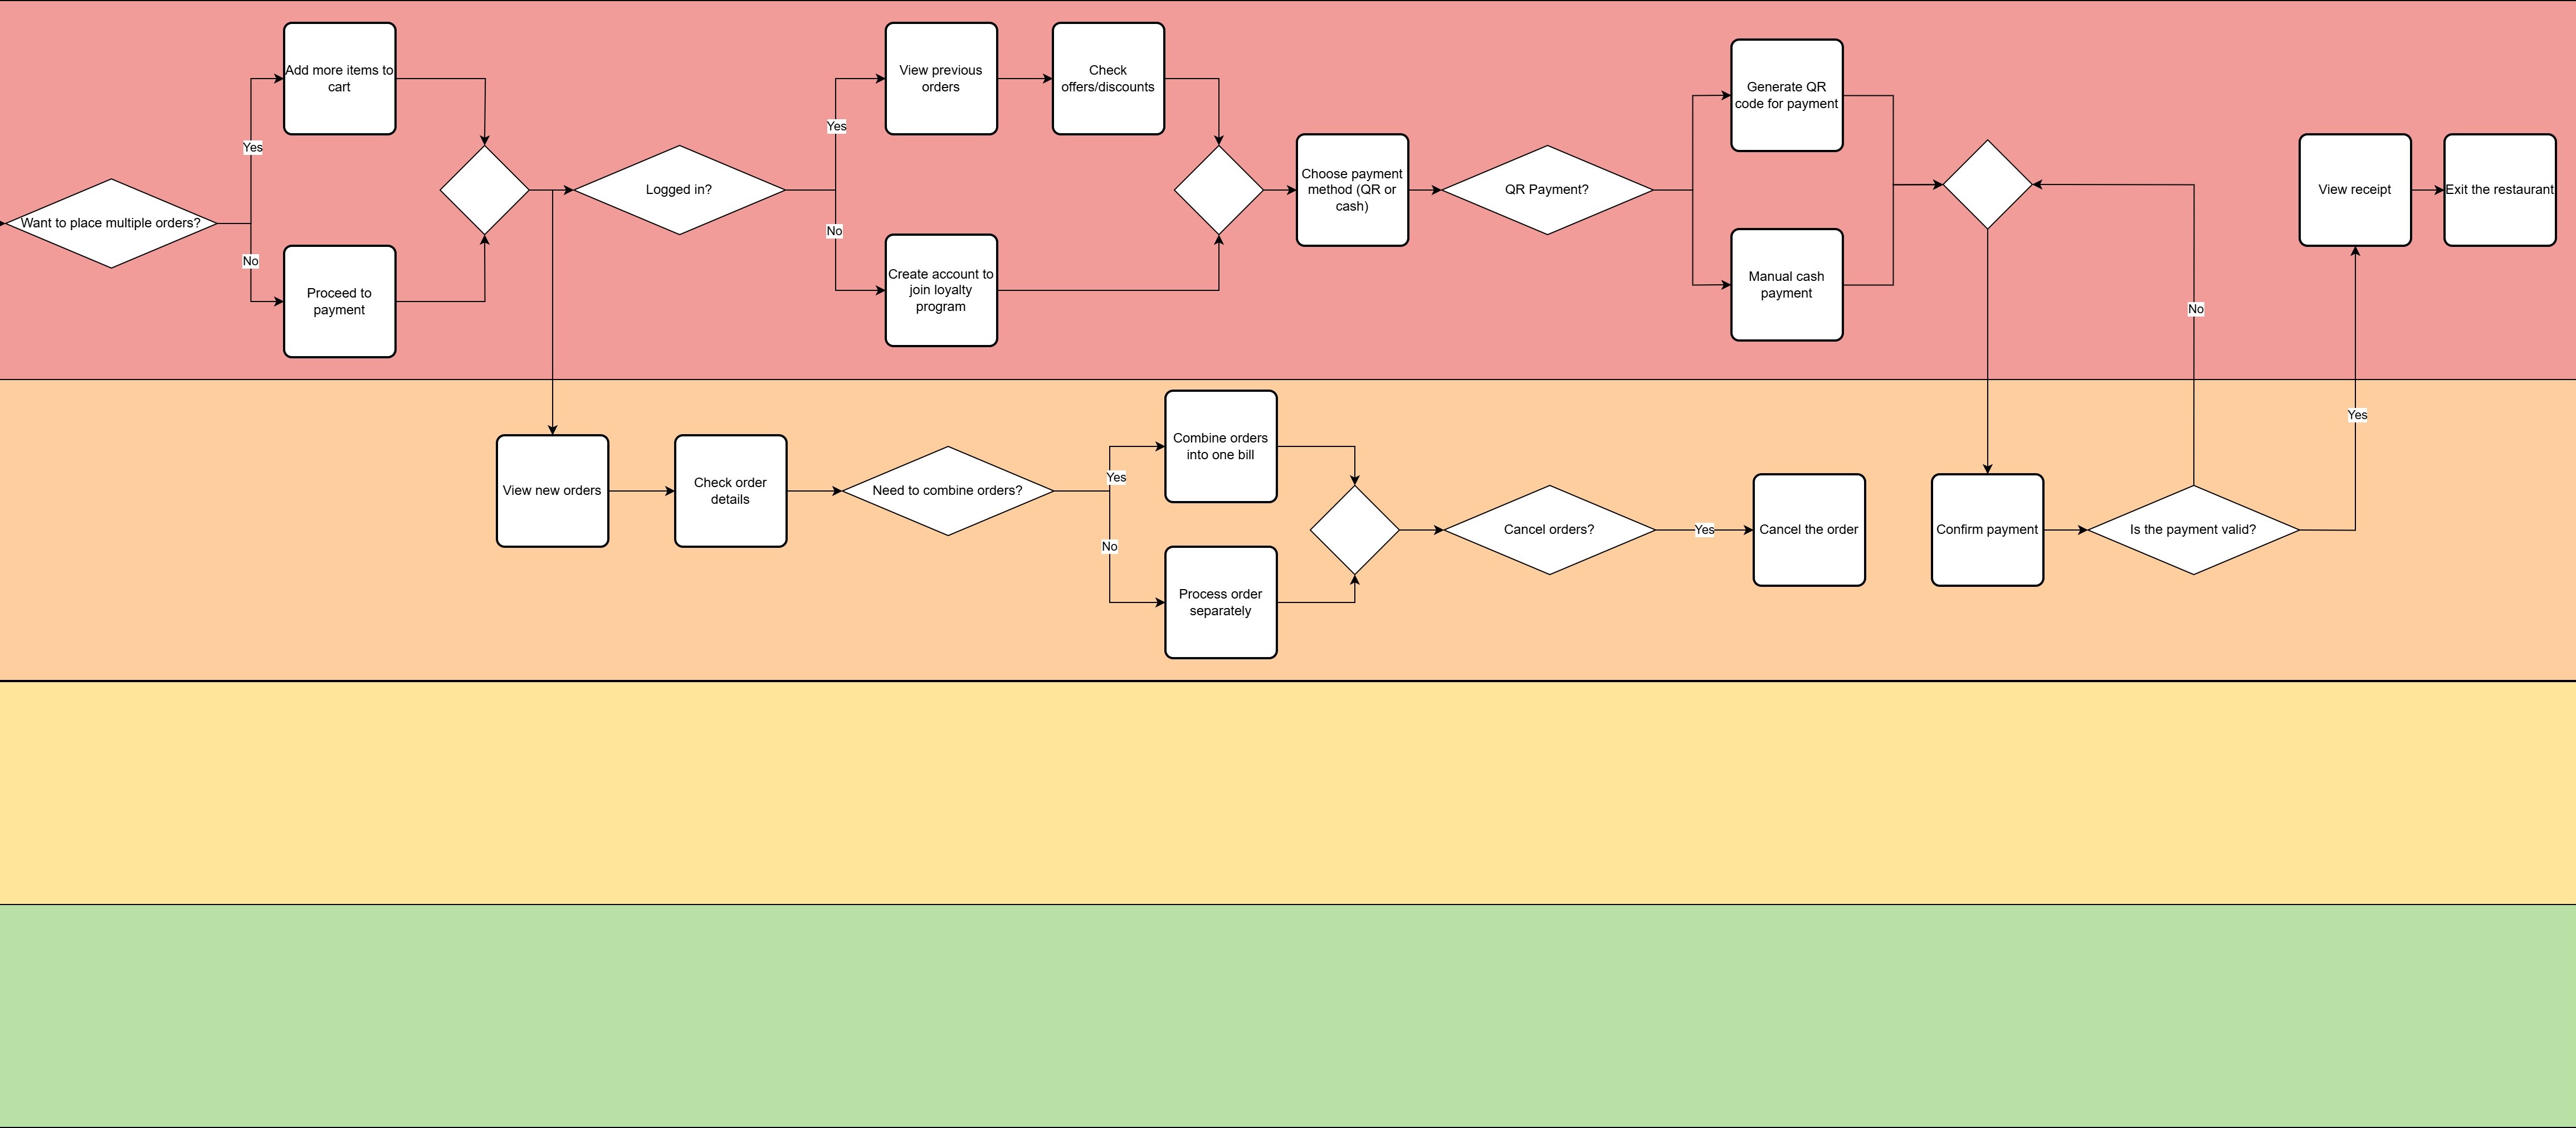 Want to place multiple orders?
Yes
No
Add more items to
cart
Proceed to
payment
Logged in?
Yes
No
View previous
orders
Check
offers/discounts
Create account to
join loyalty
program
Choose payment
method (QR or
cash)
QR Payment?
Generate QR
code for payment
Manual cash
payment
No
Yes
View receipt
Exit the restaurant
View new orders
Check order
details
Need to combine orders?
Yes
No
Combine orders
into one bill
Process order
separately
Cancel orders?
Yes
Cancel the order
Confirm payment
Is the payment valid?